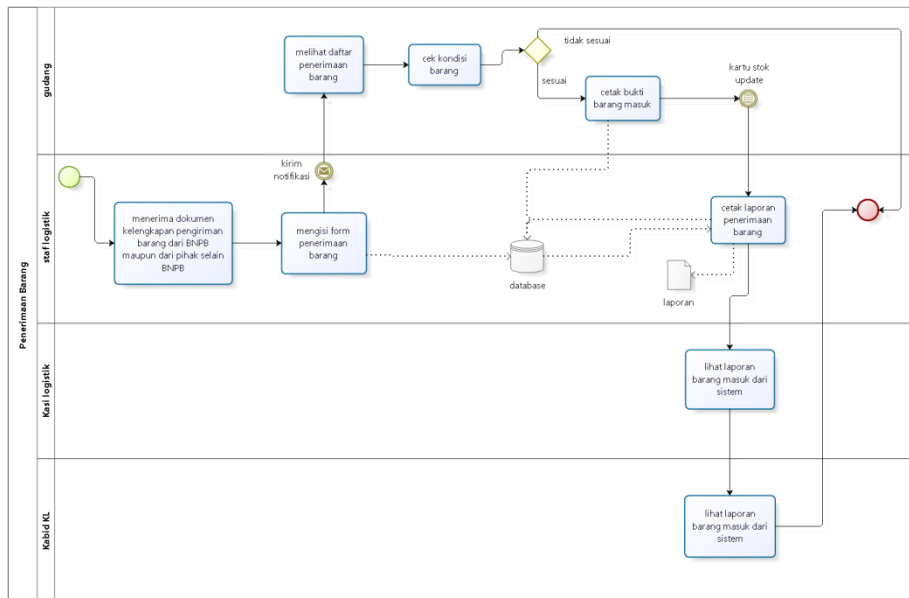 Penerimaan Barang
gudang
melihat daftar
penerimaan
barang
cek kondisi
barang
tidak sesuai
sesuai
cetak bukti
barang masuk
kartu stok
update
staf logistik
kirim
notifikasi
menerima dokumen
kelengkapan pengiriman
barang dari BNPB
maupun dari pihak selain
BNPB
mengisi form
penerimaan
barang
database
cetak laporan
penerimaan
barang
laporan
Kasi logistik
lihat laporan
barang masuk dari
sistem
Kabid KL
lihat laporan
barang masuk dari
sistem